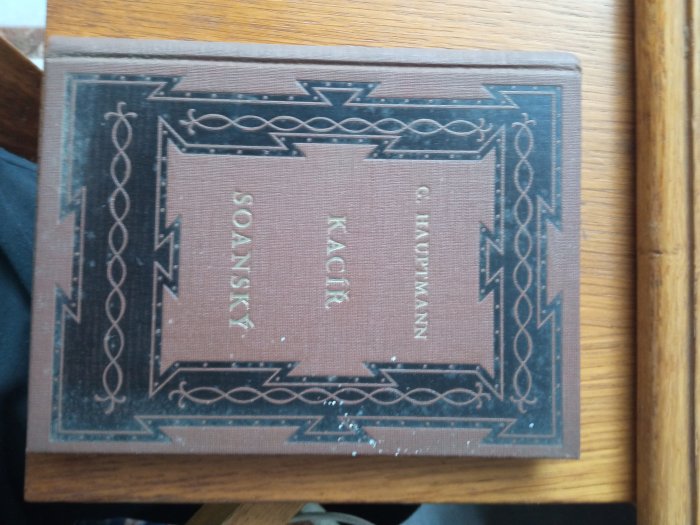 G. HAUPTMANN
KACÍŘ
SOANSKÝ